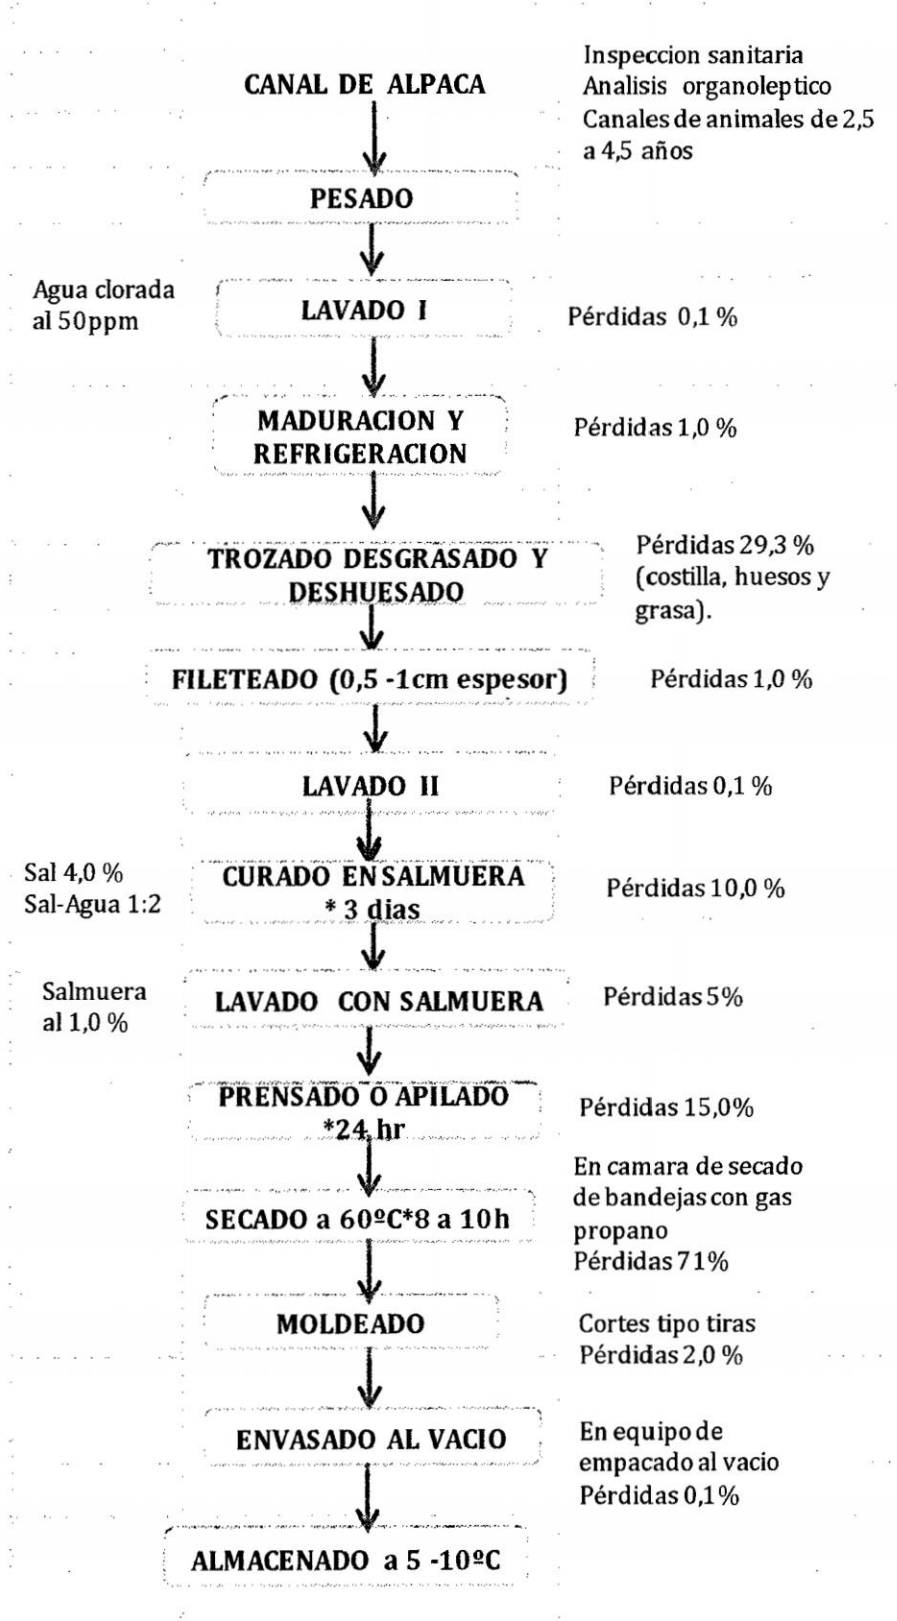 CANAL DE ALPACA
Inspeccion sanitaria
Analisis organoleptico
Canales de animales de 2,5
a 4,5 años
PESADO
Agua clorada
al 50ppm
LAVADO I
Pérdidas 0,1 %
MADURACION Y
REFRIGERACION
Pérdidas 1,0 %
TROZADO DESGRASADO Y
DESHUESADO
Pérdidas 29,3 %
(costilla, huesos y
grasa).
FILETEADO (0,5 -1cm espesor)
Pérdidas 1,0 %
LAVADO II
Pérdidas 0,1 %
Sal 4,0 %
Sal-Agua 1:2
CURADO EN SALMUERA
* 3 dias
Pérdidas 10,0 %
Salmuera
al 1,0 %
LAVADO CON SALMUERA
Pérdidas 5%
PRENSADO O APILADO
*24 hr
Pérdidas 15,0%
SECADO a 60ºC*8 a 10h
En camara de secado
de bandejas con gas
propano
Pérdidas 71%
MOLDEADO
Cortes tipo tiras
Pérdidas 2,0 %
ENVASADO AL VACIO
En equipo de
empacado al vacio
Pérdidas 0,1%
ALMACENADO a 5 -10ºC